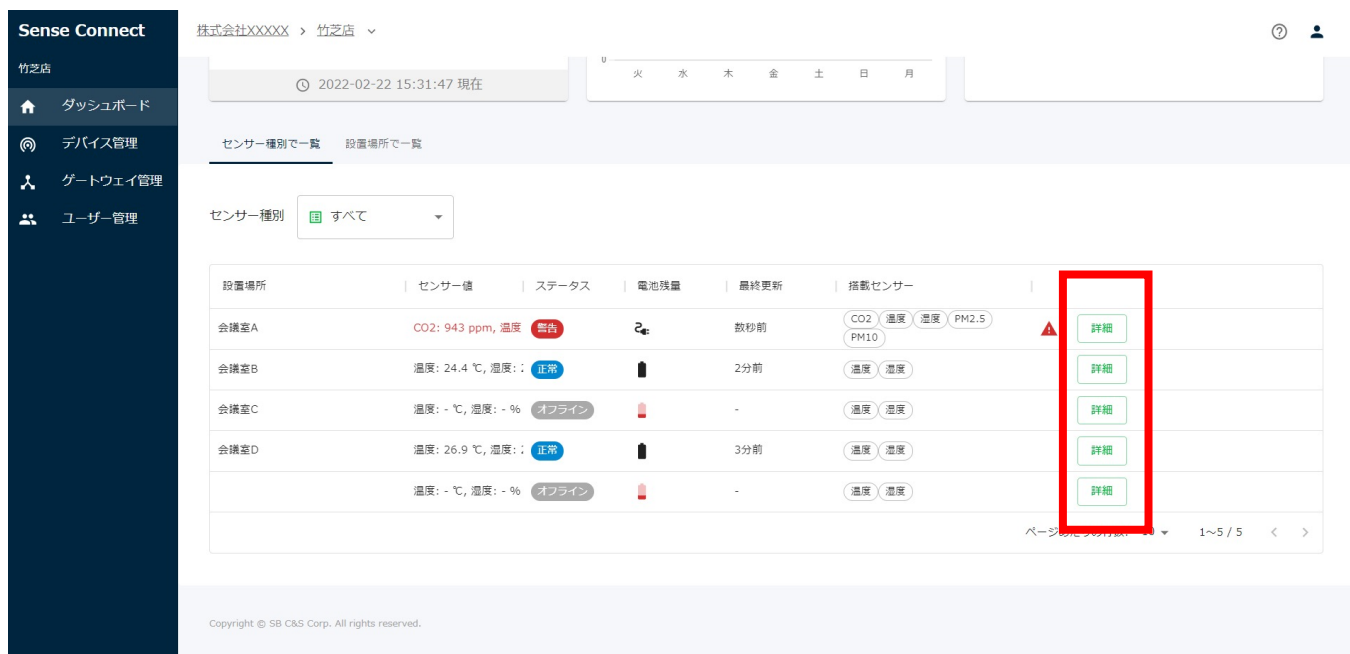 Sense Connect
株式会社XXXXX > 竹芝店
竹芝店
ダッシュボード
デバイス管理
ゲートウェイ管理
ユーザー管理
0
火 水 木 金 土 日 月
2022-02-22 15:31:47 現在
センサー種別で一覧 設置場所で一覧
センサー種別 すべて
設置場所 センサー値 ステータス 電池残量 最終更新 搭載センサー
会議室A CO2: 943 ppm, 温度 警告 数秒前 CO2 温度 湿度 PM2.5
PM10 詳細
会議室B 温度: 24.4 ℃, 湿度: 正常 2分前 温度 湿度 詳細
会議室C 温度: - ℃, 湿度: - % オフライン - 温度 湿度 詳細
会議室D 温度: 26.9 ℃, 湿度: 正常 3分前 温度 湿度 詳細
温度: - ℃, 湿度: - % オフライン - 温度 湿度 詳細
1~5 / 5 < >
Copyright © SB C&S Corp. All rights reserved.